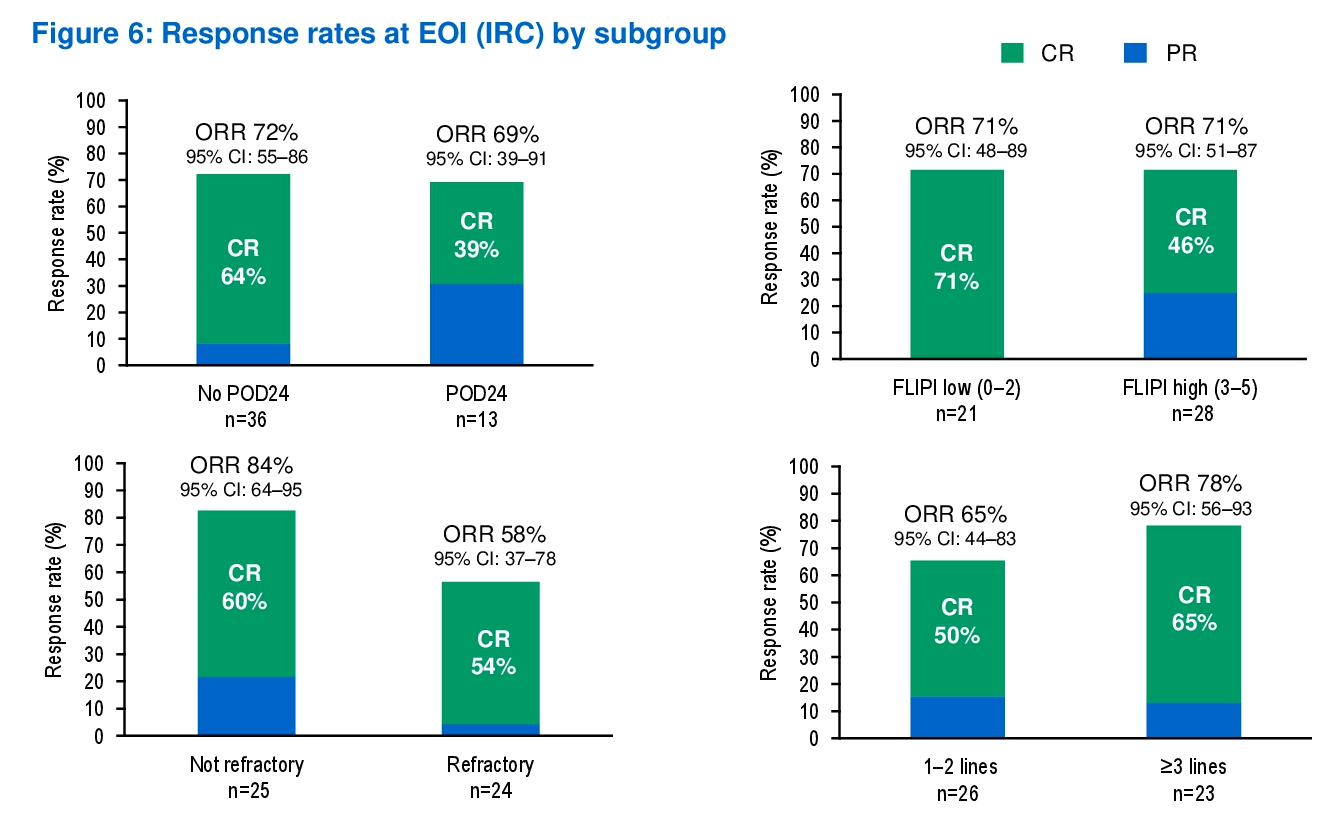 Figure 6: Response rates at EOI (IRC) by subgroup
CR
PR
Response rate (%)
100
90
80
70
60
50
40
30
20
10
0
ORR 72%
95% CI: 55–86
CR
64%
No POD24
n=36
ORR 69%
95% CI: 39–91
CR
39%
POD24
n=13
Response rate (%)
100
90
80
70
60
50
40
30
20
10
0
ORR 71%
95% CI: 48–89
CR
71%
FLIPI low (0–2)
n=21
ORR 71%
95% CI: 51–87
CR
46%
FLIPI high (3–5)
n=28
Response rate (%)
100
90
80
70
60
50
40
30
20
10
0
ORR 84%
95% CI: 64–95
CR
60%
Not refractory
n=25
ORR 58%
95% CI: 37–78
CR
54%
Refractory
n=24
Response rate (%)
100
90
80
70
60
50
40
30
20
10
0
ORR 65%
95% CI: 44–83
CR
50%
1–2 lines
n=26
ORR 78%
95% CI: 56–93
CR
65%
≥3 lines
n=23